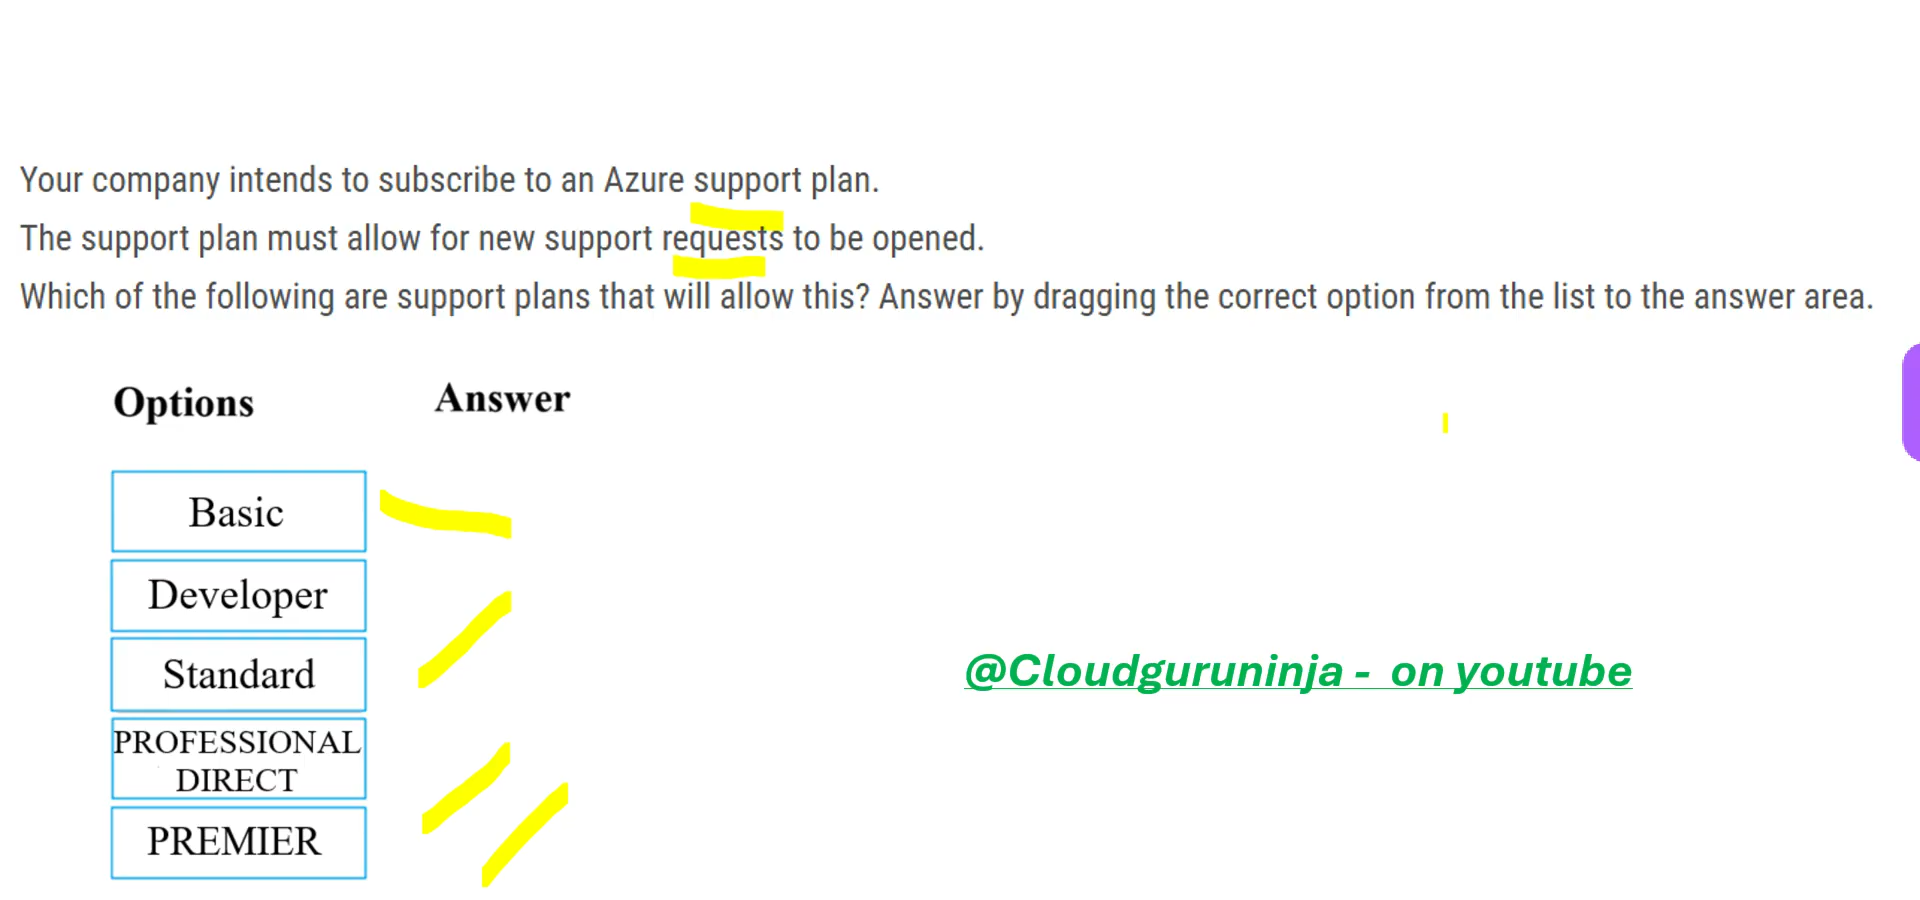 Your company intends to subscribe to an Azure support plan.
The support plan must allow for new support requests to be opened.
Which of the following are support plans that will allow this? Answer by dragging the correct option from the list to the answer area.
Options
Answer
Basic
Developer
Standard
PROFESSIONAL
DIRECT
PREMIER
@Cloudguruninja - on youtube